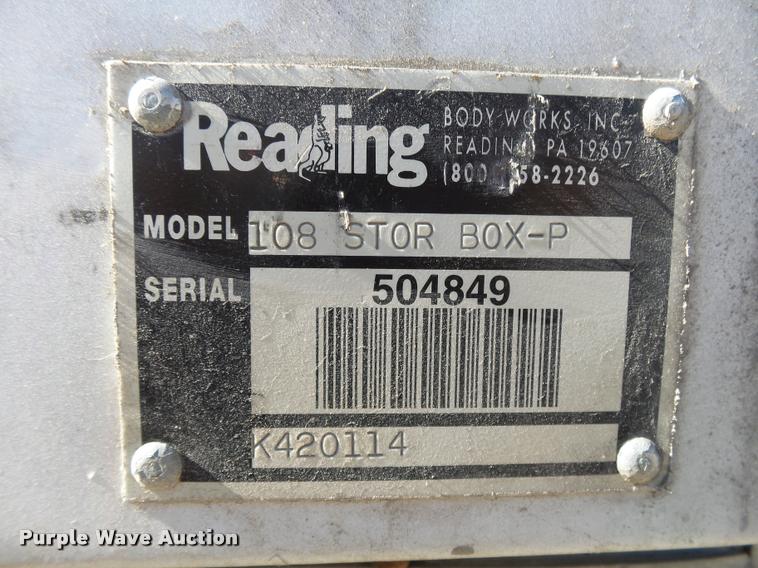 Reading
BODY WORKS, INC.
READING, PA 19607
(800) 58-2226
MODEL 108 STOR BOX-P
SERIAL 504849
K420114
Purple Wave Auction